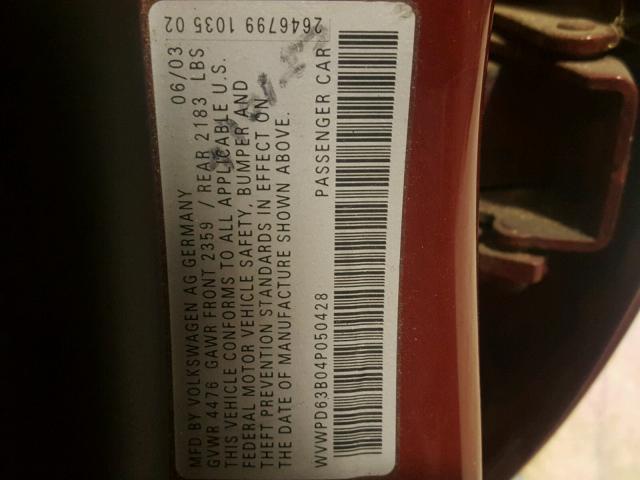 MFD BY VOLKSWAGEN AG GERMANY 06/03
GVWR 4476 GAWR FRONT 2359 / REAR 2183 LBS
THIS VEHICLE CONFORMS TO ALL APPLICABLE U.S.
FEDERAL MOTOR VEHICLE SAFETY, BUMPER AND
THEFT PREVENTION STANDARDS IN EFFECT ON
THE DATE OF MANUFACTURE SHOWN ABOVE.
WVWPD63B04P050428 PASSENGER CAR
2646799 1035 02